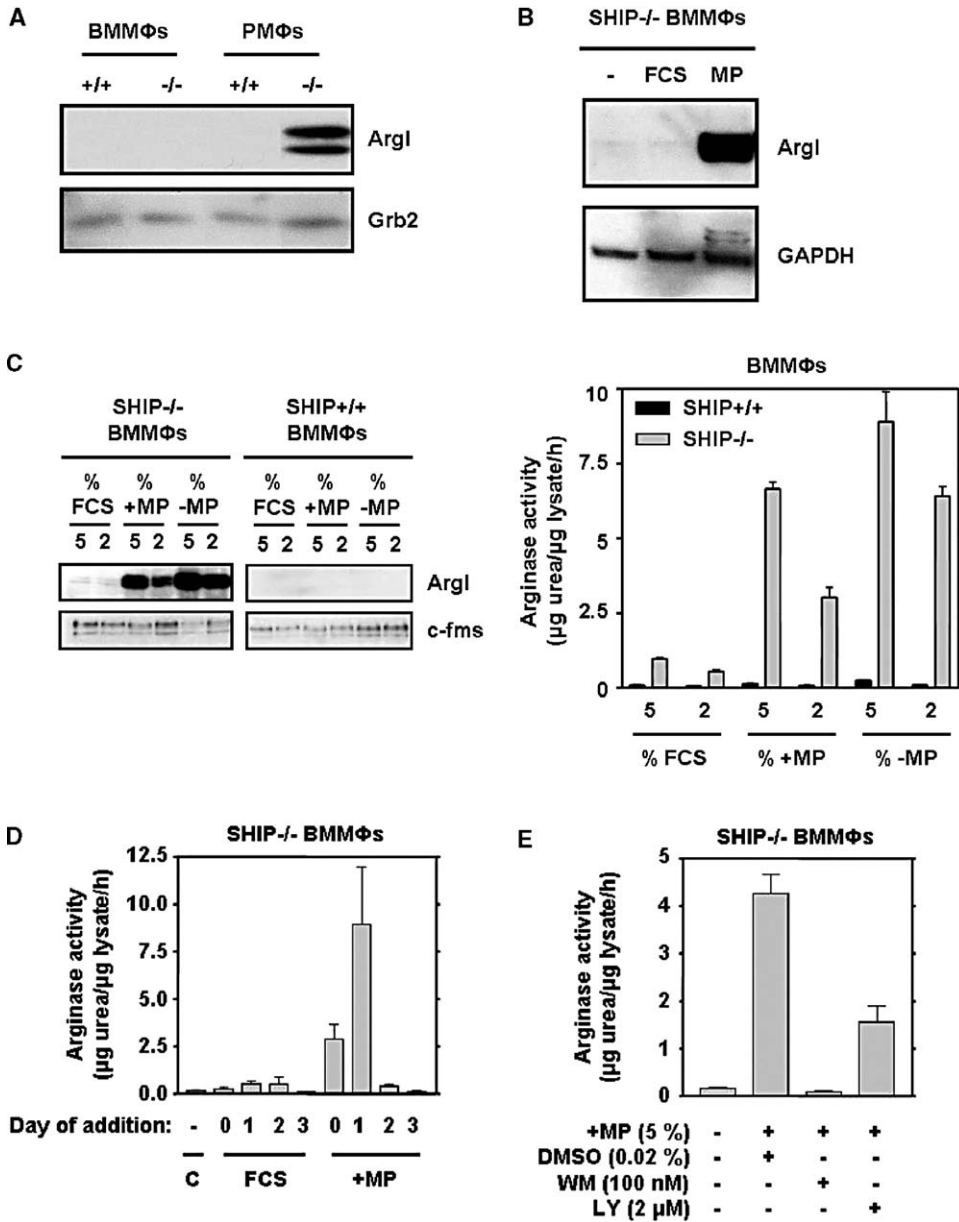 A
BMMΦs PMΦs
+/+ -/- +/+ -/-
ArgI
Grb2
B
SHIP-/- BMMΦs
- FCS MP
ArgI
GAPDH
C
SHIP-/- BMMΦs
SHIP+/+ BMMΦs
% FCS % +MP % -MP % FCS % +MP % -MP
5 2 5 2 5 2 5 2 5 2 5 2
ArgI
c-fms
BMMΦs
SHIP+/+
SHIP-/-
Arginase activity
(µg urea/µg lysate/h)
10
7.5
5
2.5
0
5 2 5 2 5 2
% FCS % +MP % -MP
D
SHIP-/- BMMΦs
Arginase activity
(µg urea/µg lysate/h)
12.5
10.0
7.5
5.0
2.5
0.0
Day of addition: - 0 1 2 3 0 1 2 3
C FCS +MP
E
SHIP-/- BMMΦs
Arginase activity
(µg urea/µg lysate/h)
5
4
3
2
1
0
+MP (5 %) - + + +
DMSO (0.02 %) - + - -
WM (100 nM) - - + -
LY (2 µM) - - - +